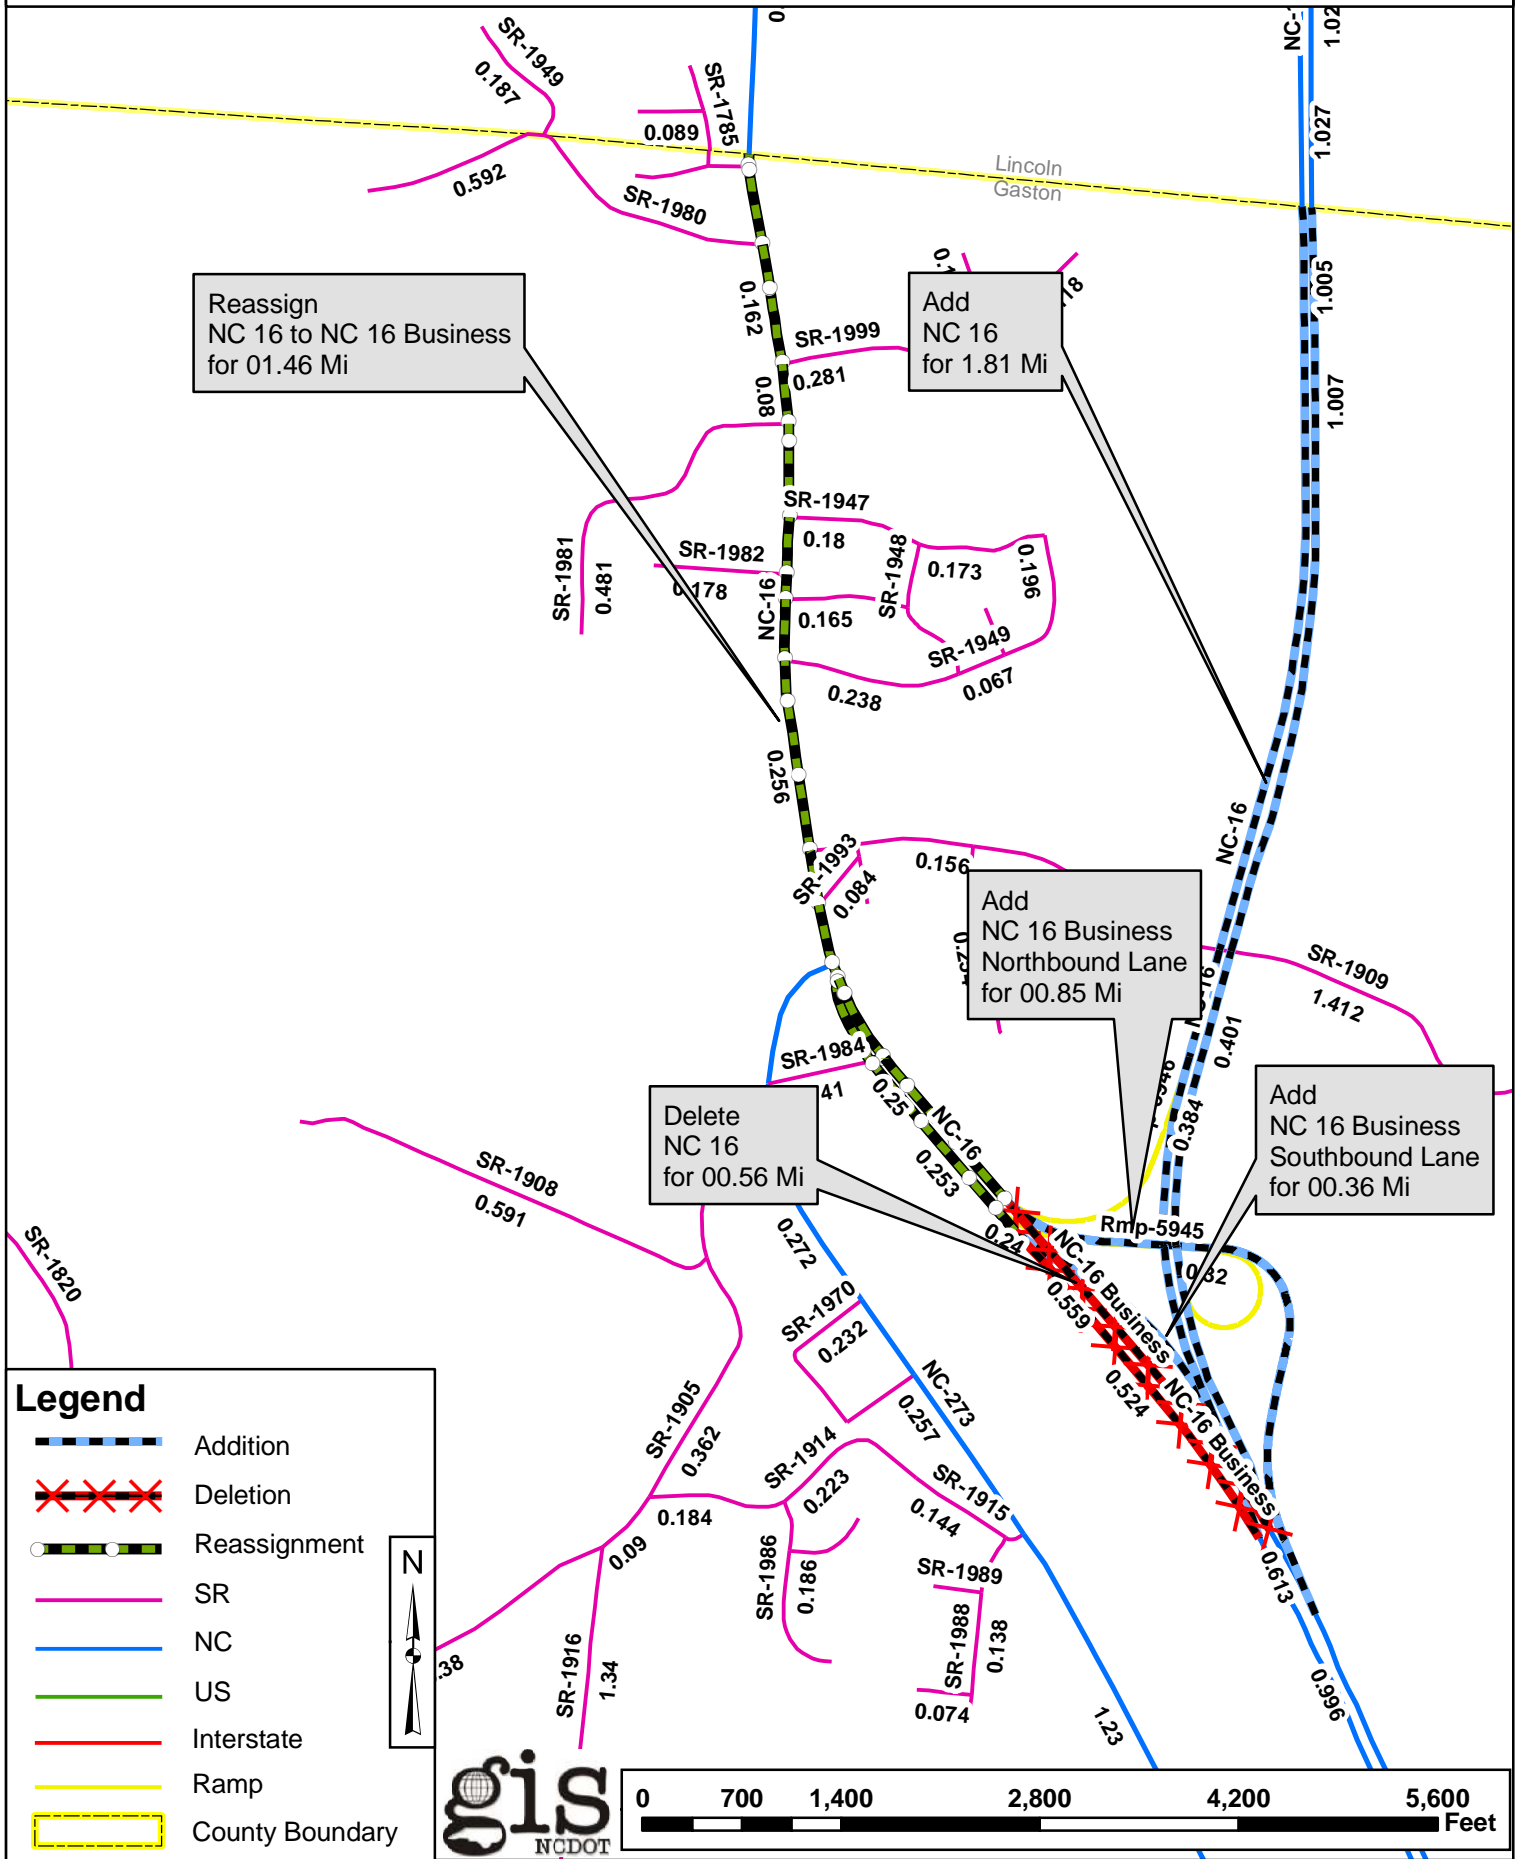 0
NC-
1.02
SR-1949
0.187
SR-1785
0.089
1.027
Lincoln
Gaston
0.592
SR-1980
Reassign
NC 16 to NC 16 Business
for 01.46 Mi
0.162
Add
NC 16
for 1.81 Mi
1.005
1.007
SR-1999
0.281
0.08
SR-1947
0.18
SR-1981
0.481
SR-1982
0.178
NC-16
0.165
SR-1948
0.173
0.196
SR-1949
0.067
0.238
0.256
NC-16
SR-1993
0.084
0.156
Add
NC 16 Business
Northbound Lane
for 00.85 Mi
SR-1909
1.412
0.401
0.384
SR-1984
41
0.25
NC-16
0.253
Delete
NC 16
for 00.56 Mi
Add
NC 16 Business
Southbound Lane
for 00.36 Mi
Rmp-5945
0.32
0.24
NC-16 Business
0.559
0.524
NC-16 Business
0.613
0.996
SR-1908
0.591
SR-1820
0.272
SR-1970
0.232
NC-273
0.257
SR-1905
0.362
SR-1914
0.223
SR-1915
0.144
0.184
0.09
SR-1986
0.186
SR-1989
SR-1988
0.138
0.074
SR-1916
1.34
.38
1.23
Legend
Addition
Deletion
Reassignment
SR
NC
US
Interstate
Ramp
County Boundary
N
gis
NCDOT
0 700 1,400 2,800 4,200 5,600
Feet